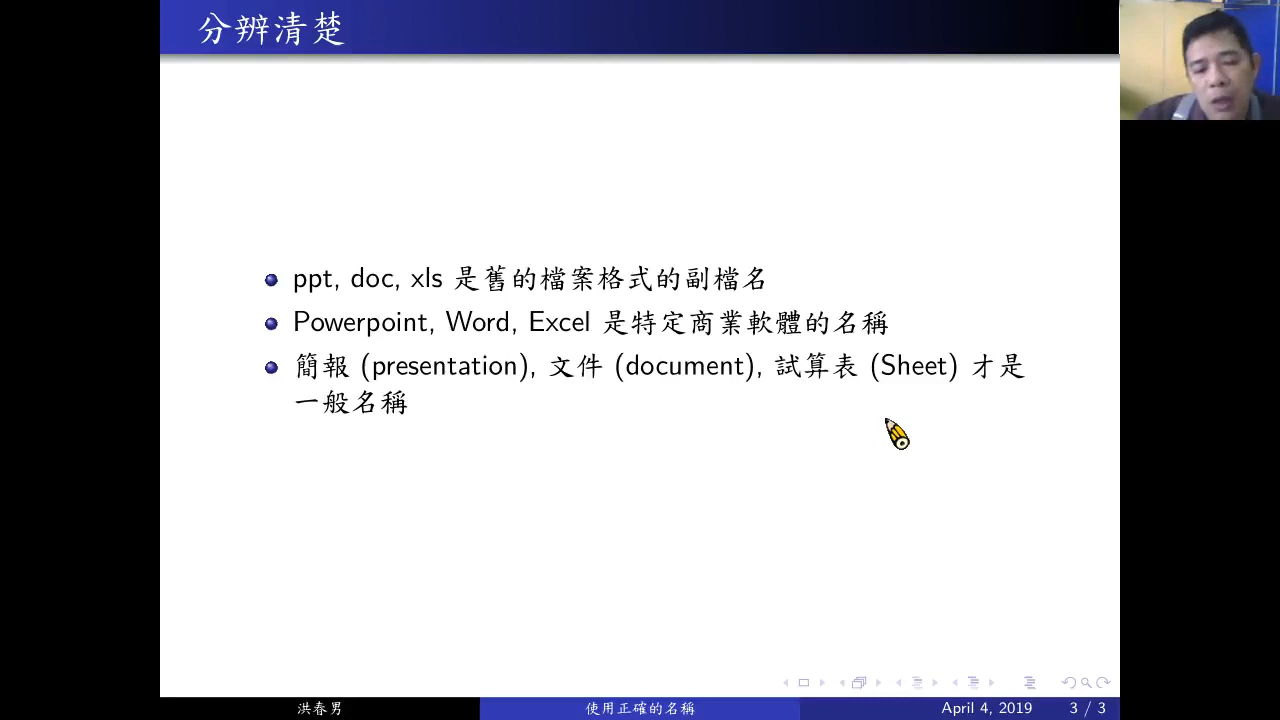 分辨清楚
ppt, doc, xls 是舊的檔案格式的副檔名
Powerpoint, Word, Excel 是特定商業軟體的名稱
簡報 (presentation), 文件 (document), 試算表 (Sheet) 才是
一般名稱
洪春男
使用正確的名稱
April 4, 2019
3 / 3